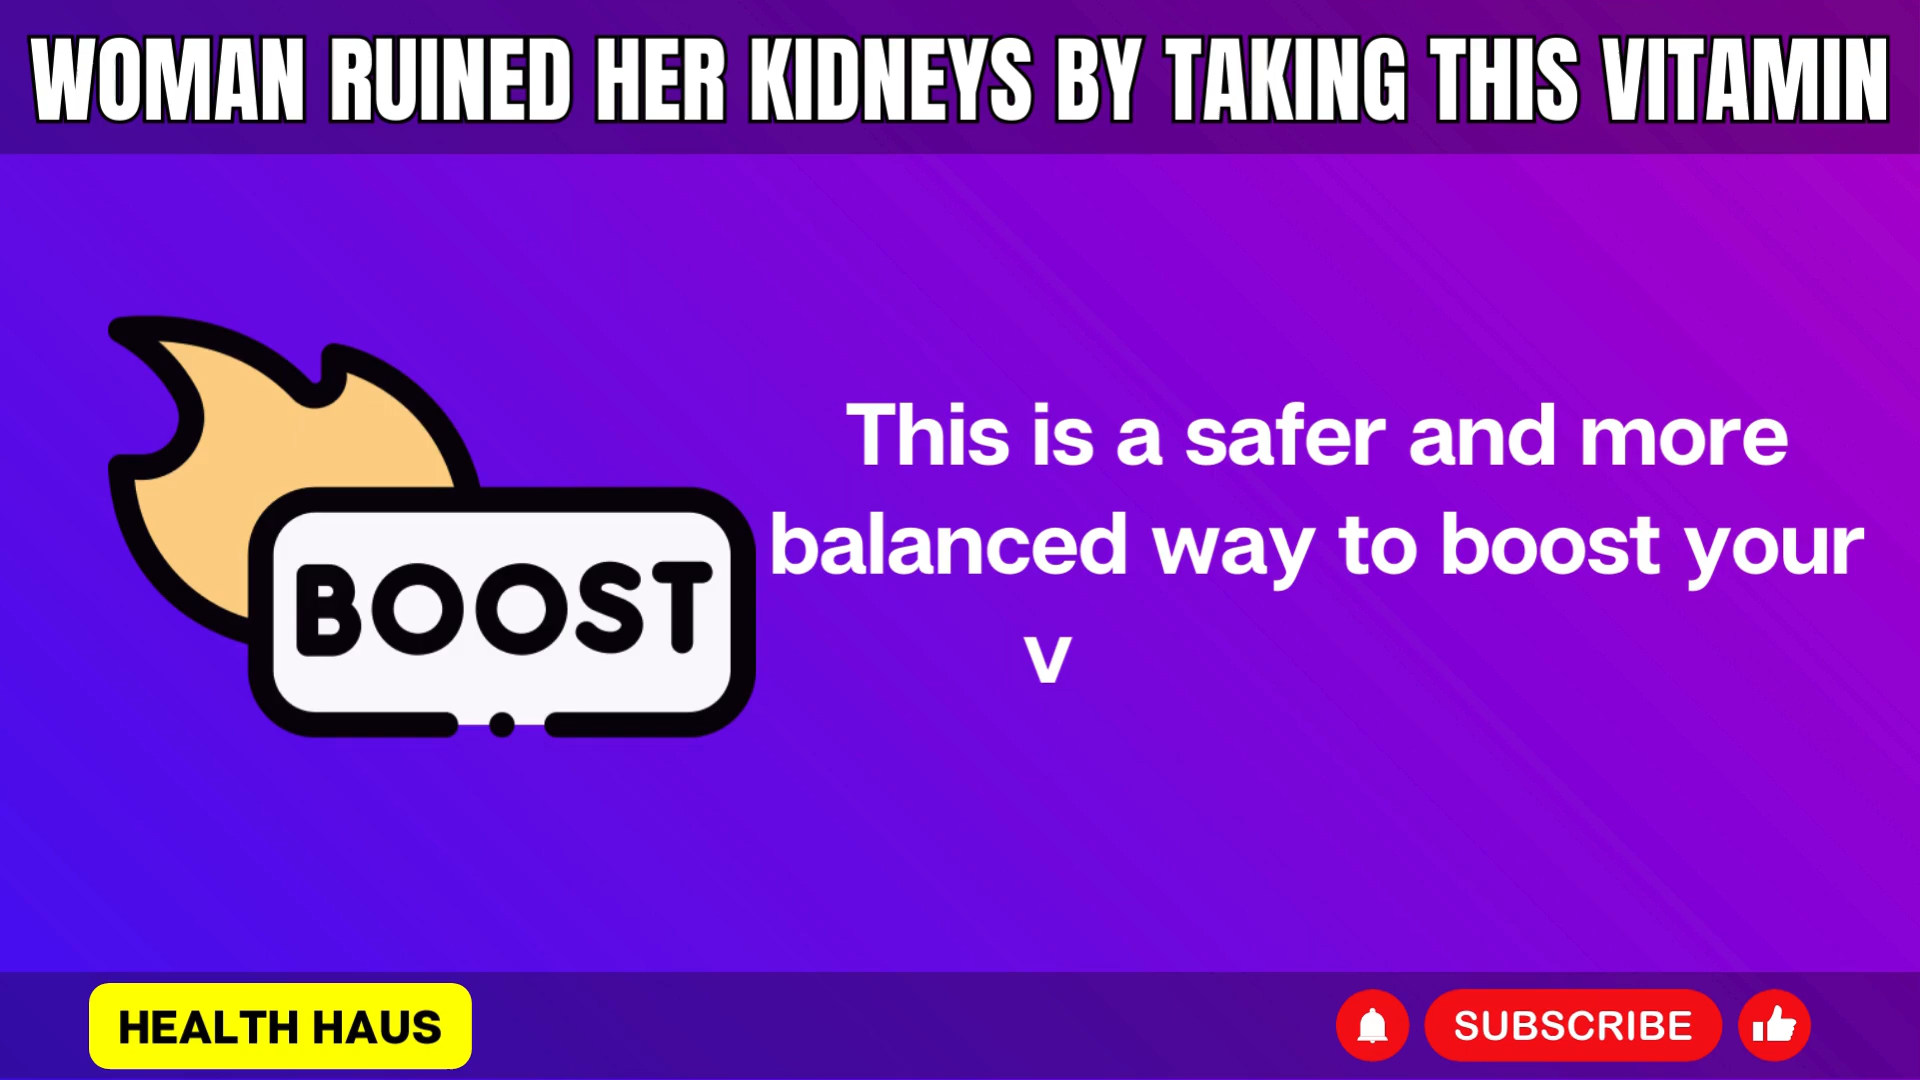 WOMAN RUINED HER KIDNEYS BY TAKING THIS VITAMIN
BOOST
This is a safer and more
balanced way to boost your
v
HEALTH HAUS
SUBSCRIBE